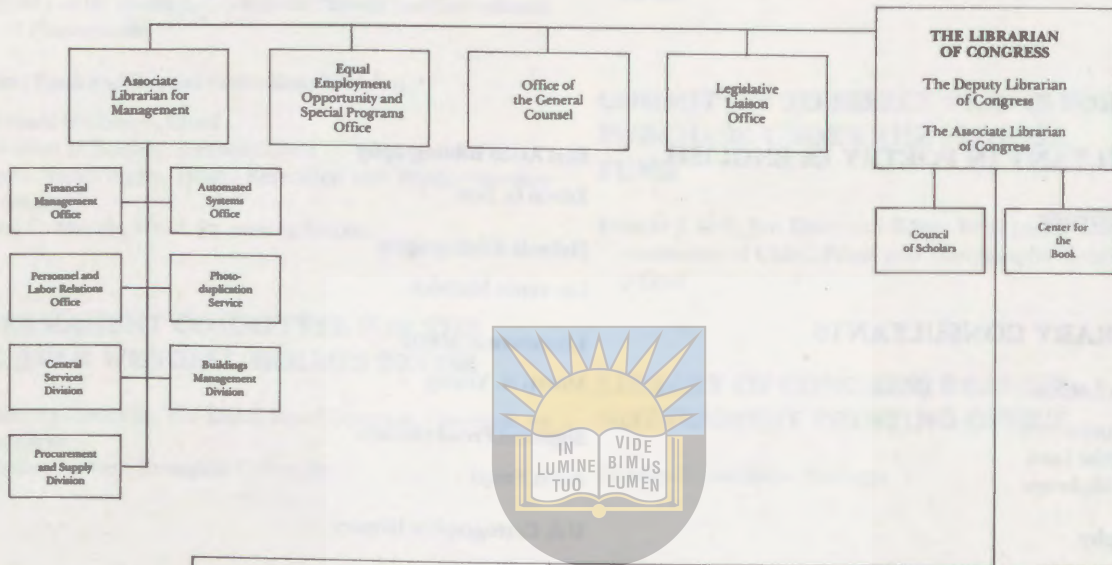 THE LIBRARIAN
OF CONGRESS
The Deputy Librarian
of Congress
The Associate Librarian
of Congress
Associate
Librarian for
Management
Equal
Employment
Opportunity and
Special Programs
Office
Office of
the General
Counsel
Legislative
Liaison
Office
Financial
Management
Office
Automated
Systems
Office
Council
of Scholars
Center for
the
Book
Personnel and
Labor Relations
Office
Photo-
duplication
Service
Central
Services
Division
Buildings
Management
Division
Procurement
and Supply
Division
IN
LUMINE
TUO
VIDE
BIMUS
LUMEN